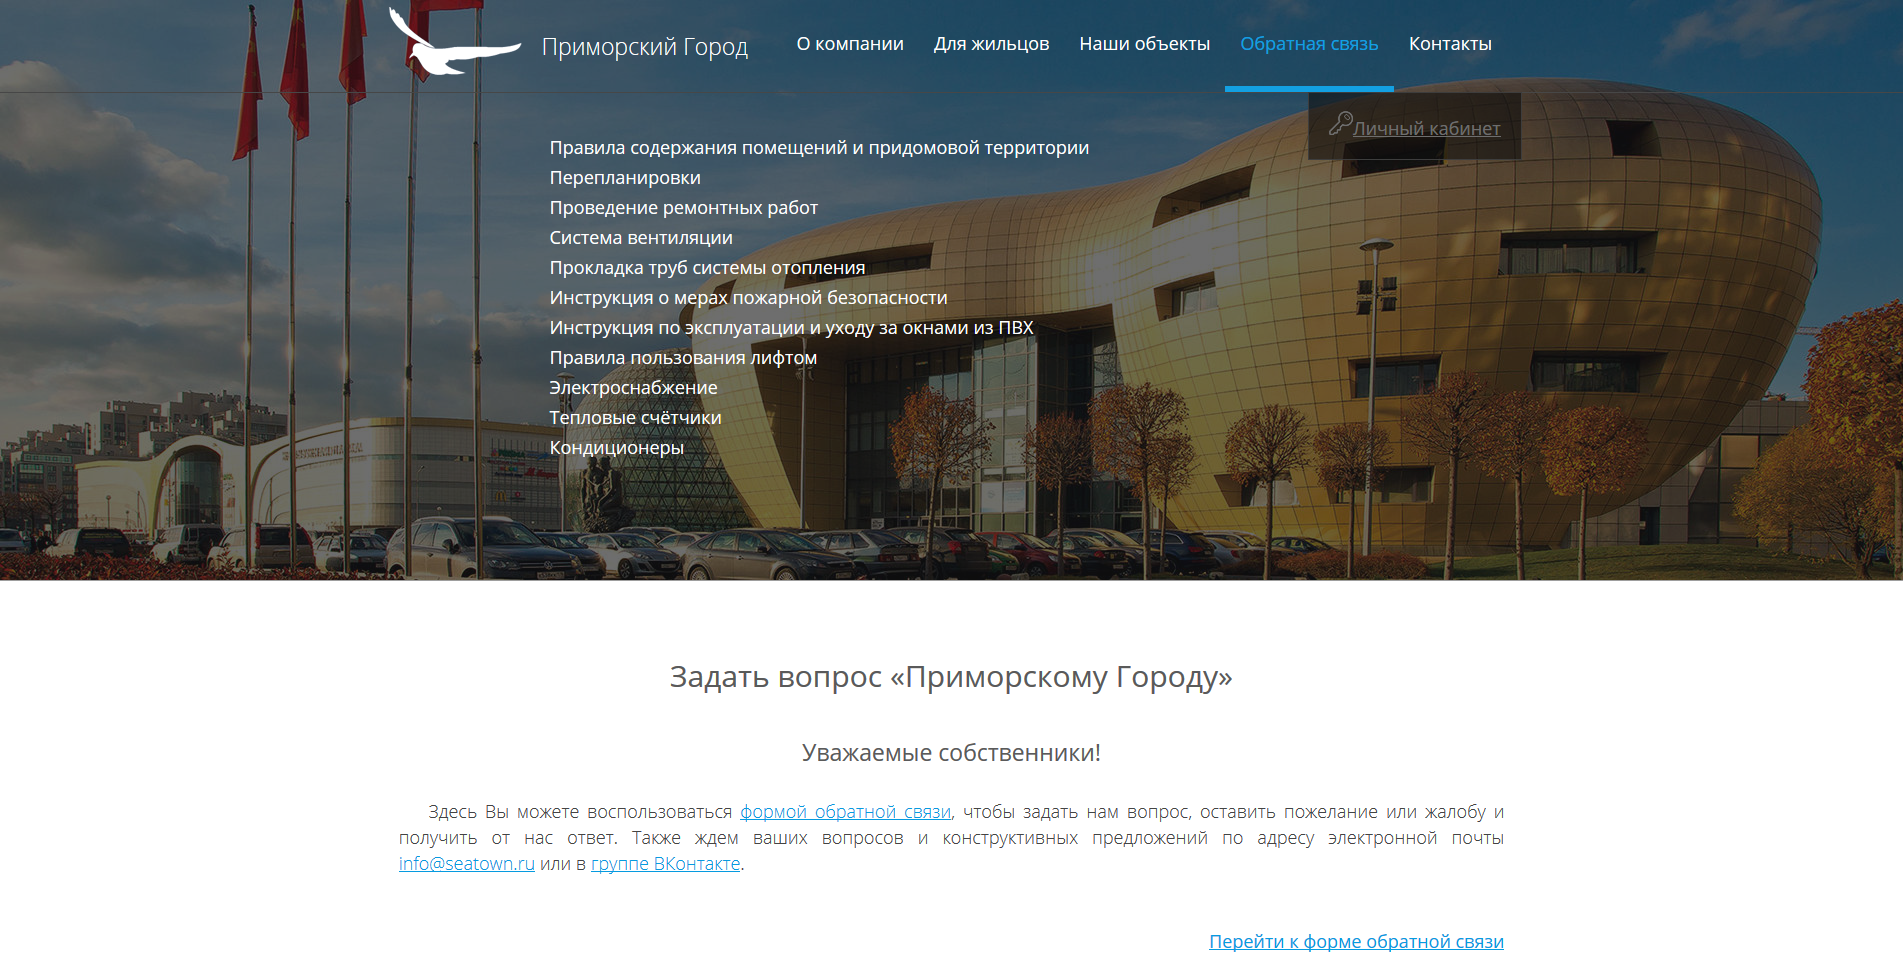 Приморский Город
О компании
Для жильцов
Наши объекты
Обратная связь
Контакты
Личный кабинет
Правила содержания помещений и придомовой территории
Перепланировки
Проведение ремонтных работ
Система вентиляции
Прокладка труб системы отопления
Инструкция о мерах пожарной безопасности
Инструкция по эксплуатации и уходу за окнами из ПВХ
Правила пользования лифтом
Электроснабжение
Тепловые счётчики
Кондиционеры
Задать вопрос «Приморскому Городу»
Уважаемые собственники!
Здесь Вы можете воспользоваться формой обратной связи, чтобы задать нам вопрос, оставить пожелание или жалобу и
получить от нас ответ. Также ждем ваших вопросов и конструктивных предложений по адресу электронной почты
info@seatown.ru или в группе ВКонтакте.
Перейти к форме обратной связи